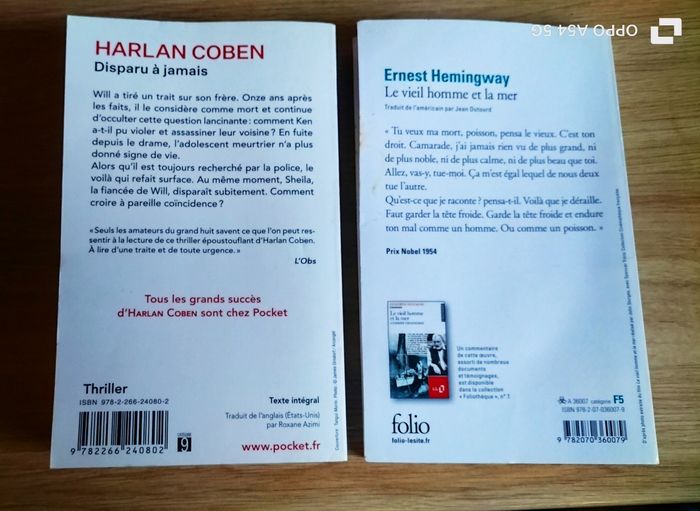 HARLAN COBEN
Disparu à jamais
Will a tiré un trait sur son frère. Onze ans après
les faits, il le considère comme mort et continue
d'occulter cette question lancinante : comment Ken
a-t-il pu violer et assassiner leur voisine ? En fuite
depuis le drame, l'adolescent meurtrier n'a plus
donné signe de vie.
Alors qu'il est toujours recherché par la police, le
voilà qui refait surface. Au même moment, Sheila,
la fiancée de Will, disparaît subitement. Comment
croire à pareille coïncidence ?
« Seuls les amateurs du grand huit savent ce que l'on peut res-
sentir à la lecture de ce thriller époustouflant d'Harlan Coben.
À lire d'une traite et de toute urgence. »
L'Obs
Tous les grands succès
d'HARLAN COBEN sont chez Pocket
Thriller
ISBN 978-2-266-24080-2
9 782266 240802
Texte intégral
Traduit de l'anglais (États-Unis)
par Roxane Azimi
www.pocket.fr
OPPO A54 5G
Ernest Hemingway
Le vieil homme et la mer
Traduit de l'américain par Jean Dutourd
« Tu veux ma mort, poisson, pensa le vieux. C'est ton
droit. Camarade, j'ai jamais rien vu de plus grand, ni
de plus noble, ni de plus calme, ni de plus beau que toi.
Allez, vas-y, tue-moi. Ça m'est égal lequel de nous deux
tue l'autre.
Qu'est-ce que je raconte ? pensa-t-il. Voilà que je déraille.
Faut garder la tête froide. Garde la tête froide et endure
ton mal comme un homme. Ou comme un poisson. »
Prix Nobel 1954
Le vieil homme
et la mer
Un commentaire
de cette œuvre,
assorti de nombreux
documents
et témoignages,
est disponible
dans la collection
« Foliothèque », n° 1.
folio
folio-lesite.fr
A 36007 catégorie F5
ISBN 978-2-07-036007-9
9 782070 360079